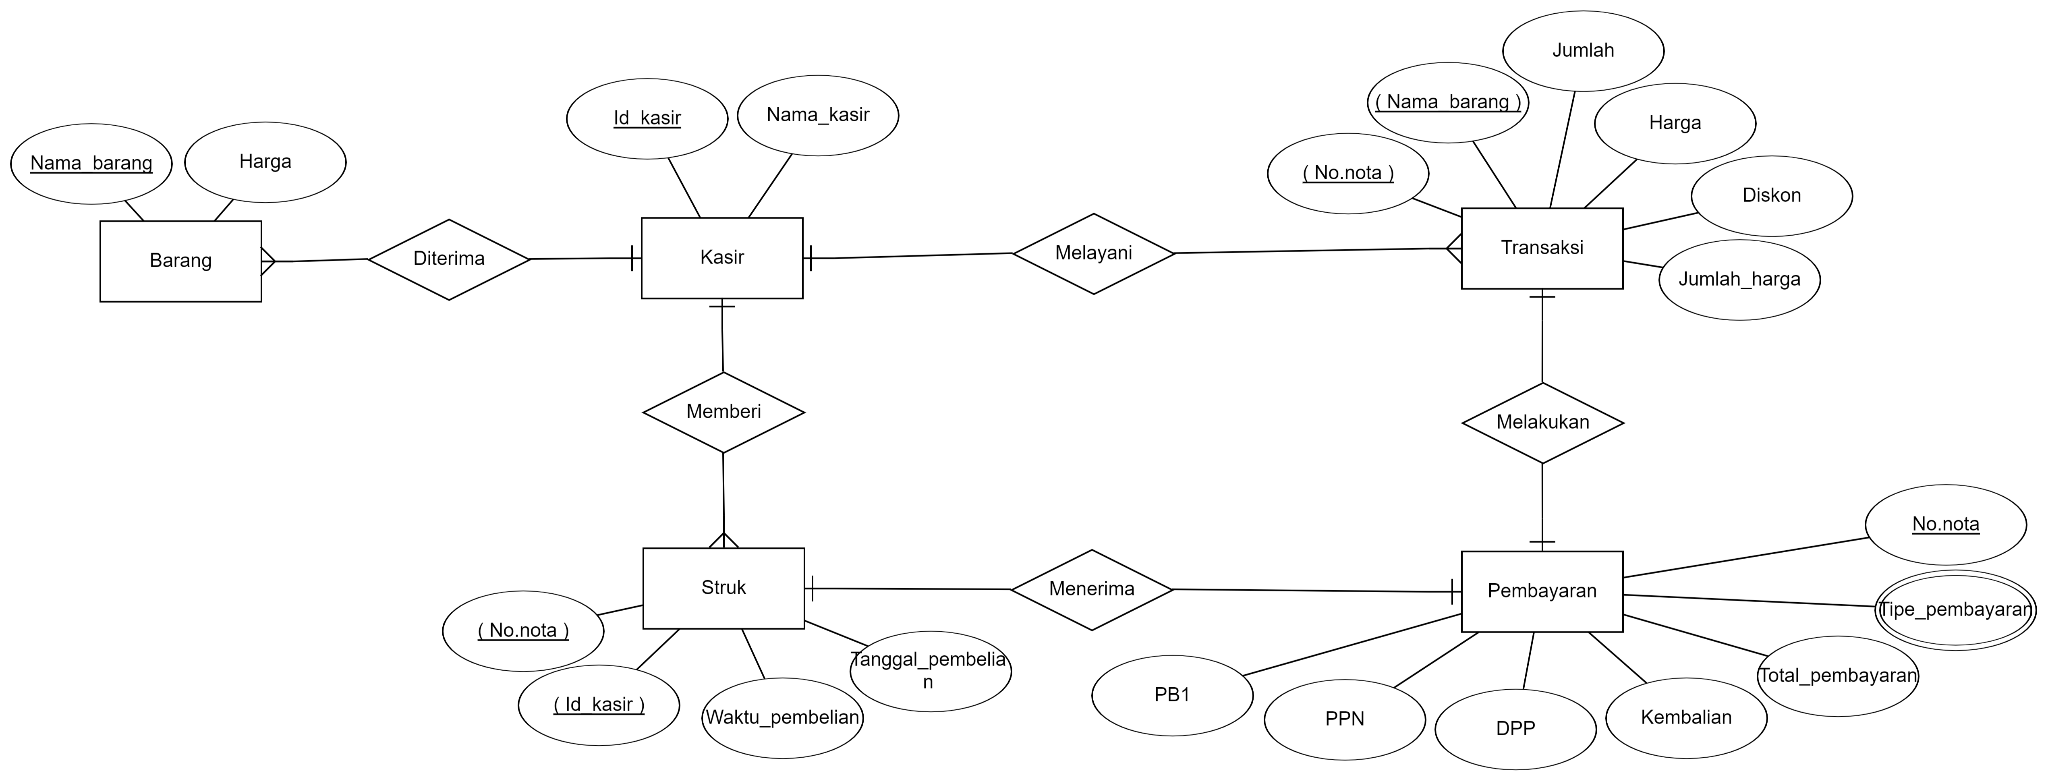 Jumlah
( Nama_barang )
Id_kasir
Nama_kasir
Harga
Nama_barang
Harga
( No.nota )
Diskon
Barang
Diterima
Kasir
Melayani
Transaksi
Jumlah_harga
Memberi
Melakukan
No.nota
Struk
Menerima
Pembayaran
Tipe_pembayaran
( No.nota )
Tanggal_pembelia
n
Total_pembayaran
( Id_kasir )
Waktu_pembelian
PB1
PPN
DPP
Kembalian